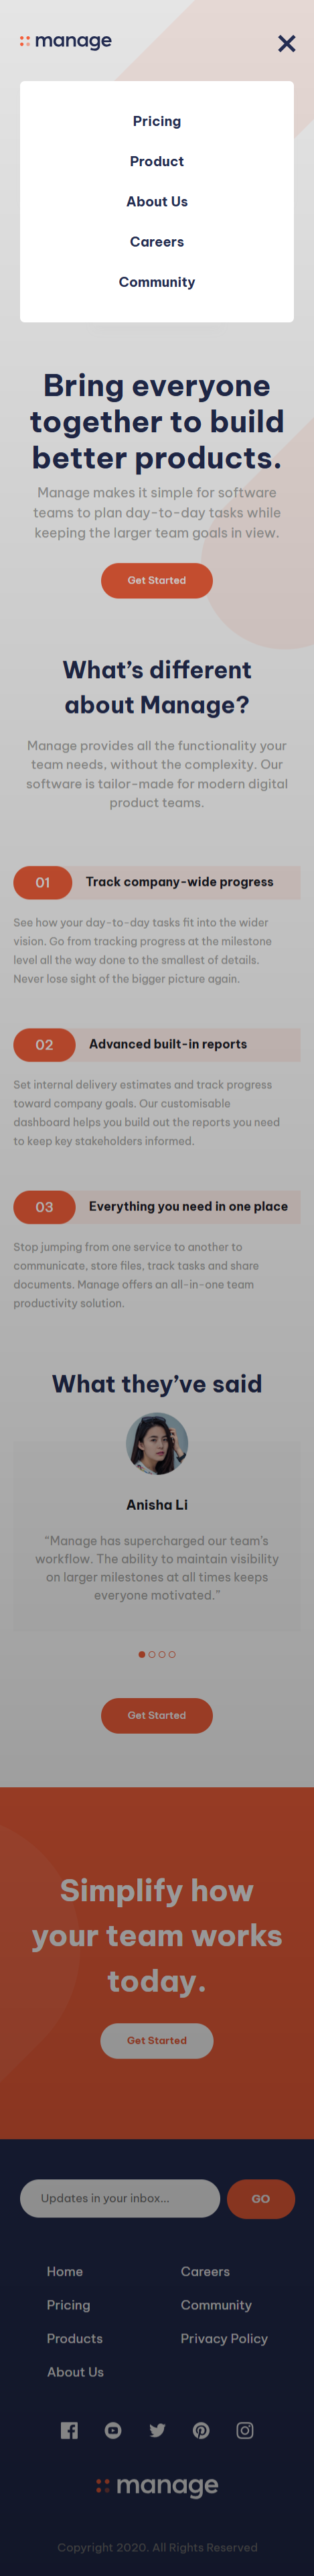 manage
Pricing
Product
About Us
Careers
Community
Bring everyone
together to build
better products.
Manage makes it simple for software
teams to plan day-to-day tasks while
keeping the larger team goals in view.
Get Started
What’s different
about Manage?
Manage provides all the functionality your
team needs, without the complexity. Our
software is tailor-made for modern digital
product teams.
01 Track company-wide progress
See how your day-to-day tasks fit into the wider
vision. Go from tracking progress at the milestone
level all the way done to the smallest of details.
Never lose sight of the bigger picture again.
02 Advanced built-in reports
Set internal delivery estimates and track progress
toward company goals. Our customisable
dashboard helps you build out the reports you need
to keep key stakeholders informed.
03 Everything you need in one place
Stop jumping from one service to another to
communicate, store files, track tasks and share
documents. Manage offers an all-in-one team
productivity solution.
What they’ve said
Anisha Li
“Manage has supercharged our team’s
workflow. The ability to maintain visibility
on larger milestones at all times keeps
everyone motivated.”
Get Started
Simplify how
your team works
today.
Get Started
Updates in your inbox... GO
Home
Pricing
Products
About Us
Careers
Community
Privacy Policy
manage
Copyright 2020. All Rights Reserved